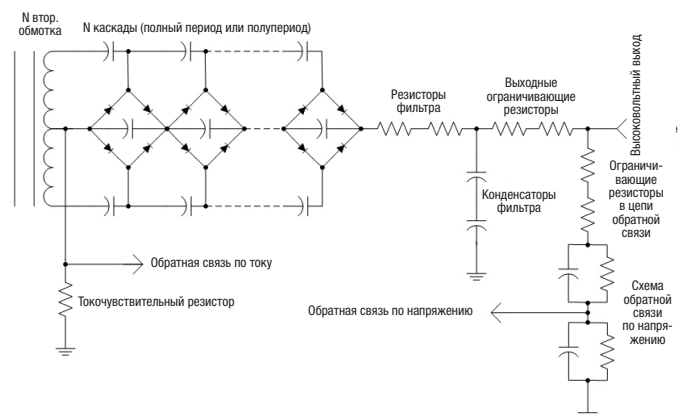 N втор.
обмотка
N каскады (полный период или полупериод)
Резисторы
фильтра
Выходные
ограничивающие
резисторы
Высоковольтный выход
Конденсаторы
фильтра
Ограничи-
вающие
резисторы
в цепи
обратной
связи
Обратная связь по току
Токочувствительный резистор
Обратная связь по напряжению
Схема
обратной
связи
по напря-
жению